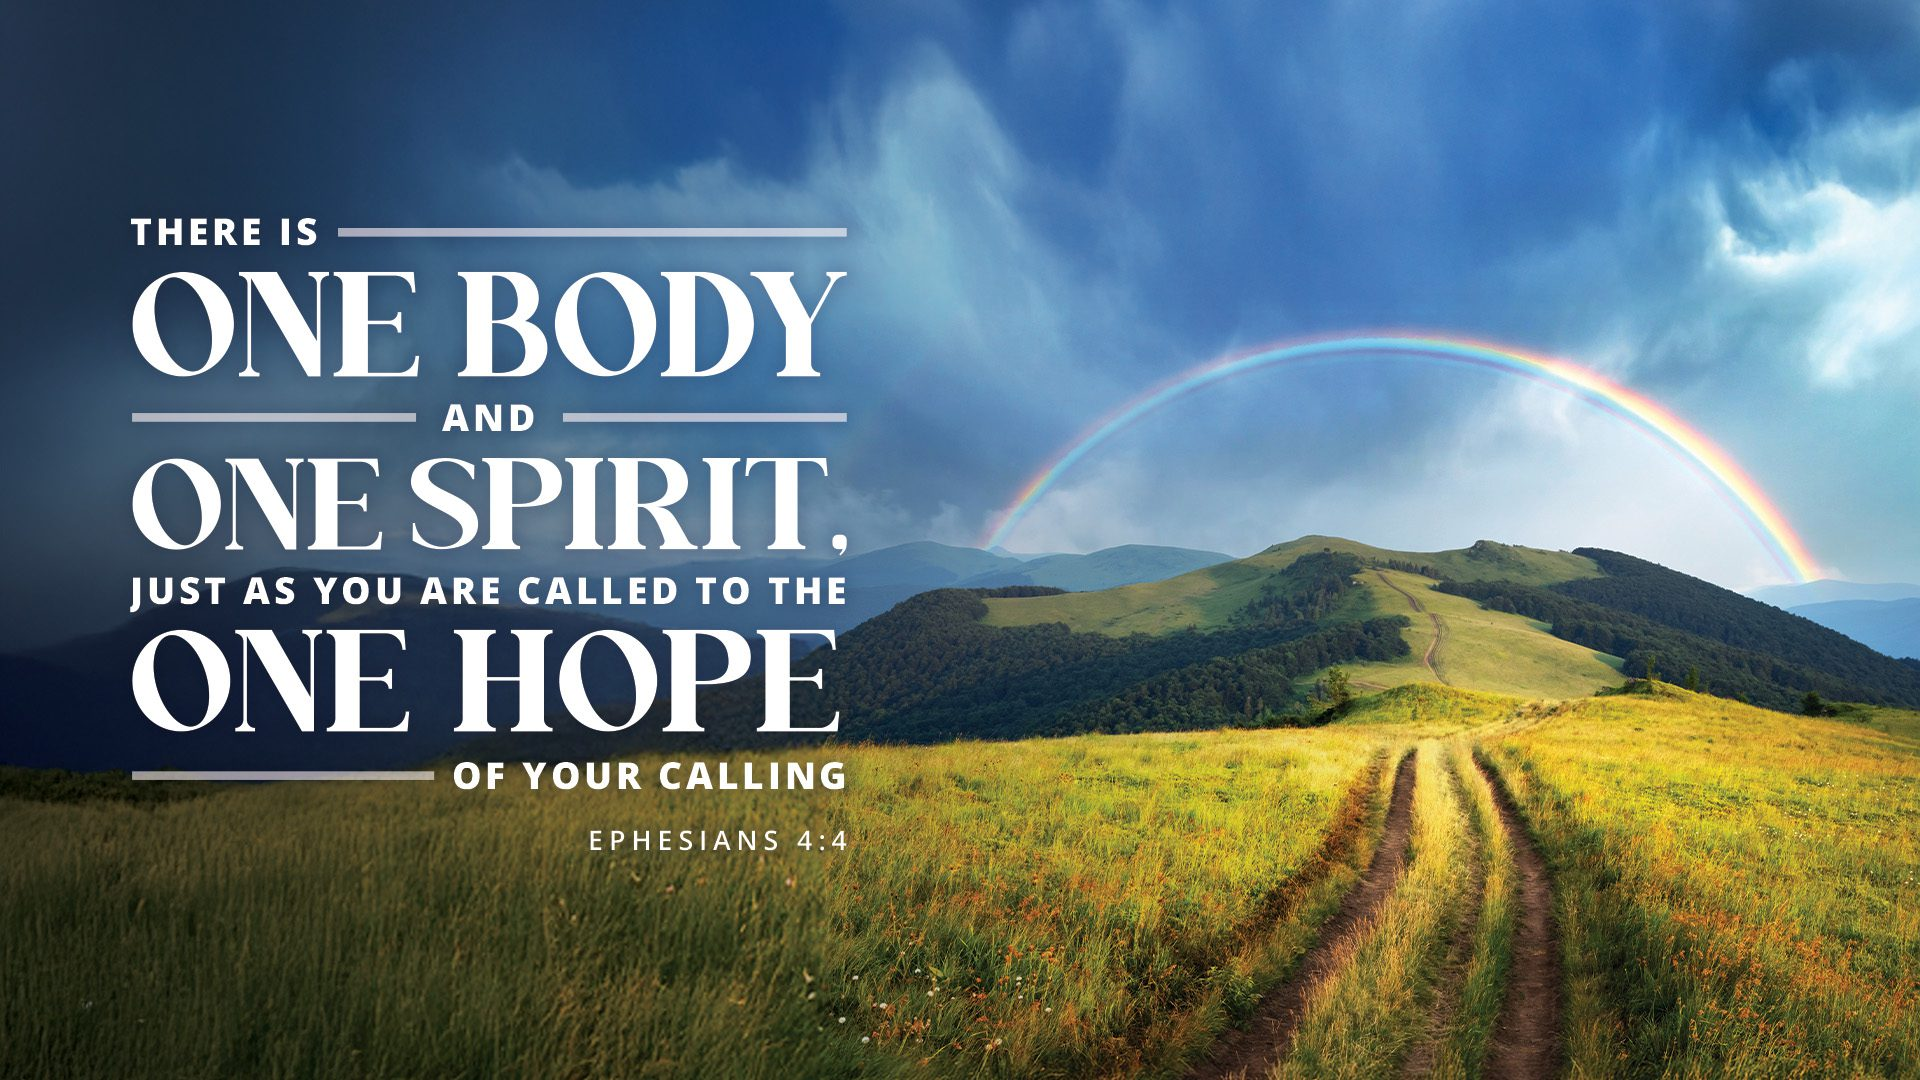 THERE IS
ONE BODY
AND
ONE SPIRIT,
JUST AS YOU ARE CALLED TO THE
ONE HOPE
OF YOUR CALLING
EPHESIANS 4:4